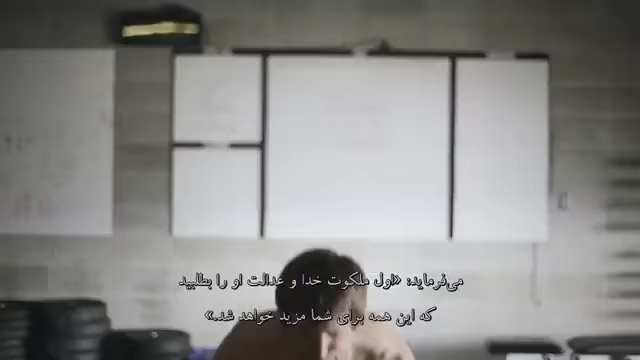 می‌فرماید: «اول ملکوت خدا و عدالت او را بطلبید
که این همه برای شما مزید خواهد شد.»